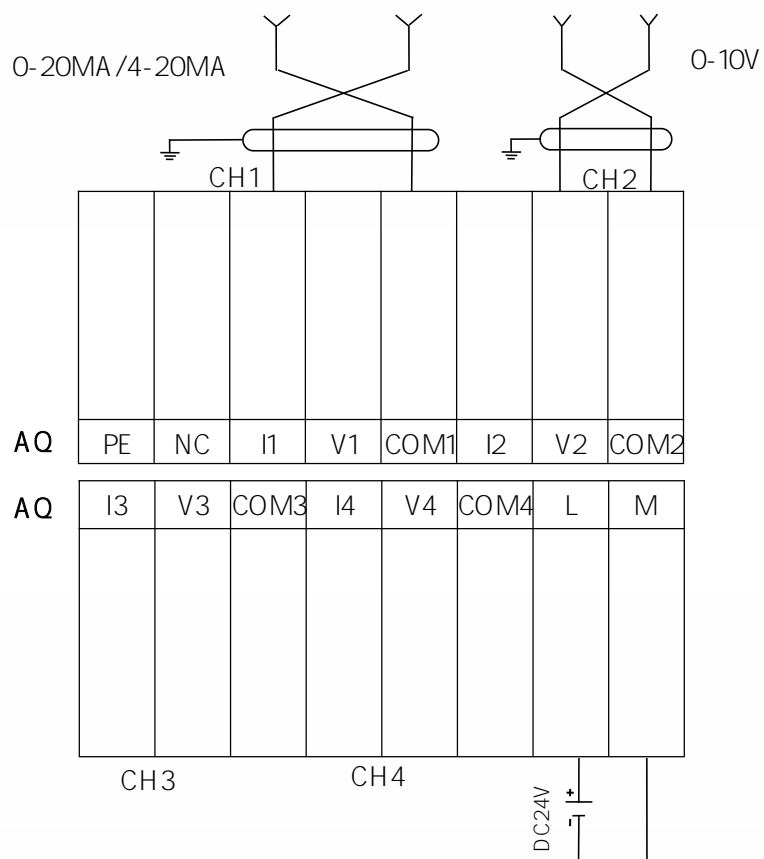 0-20MA/4-20MA
0-10V
CH1
CH2
AQ PE NC I1 V1 COM1 I2 V2 COM2
AQ I3 V3 COM3 I4 V4 COM4 L M
CH3
CH4
DC24V
+
-